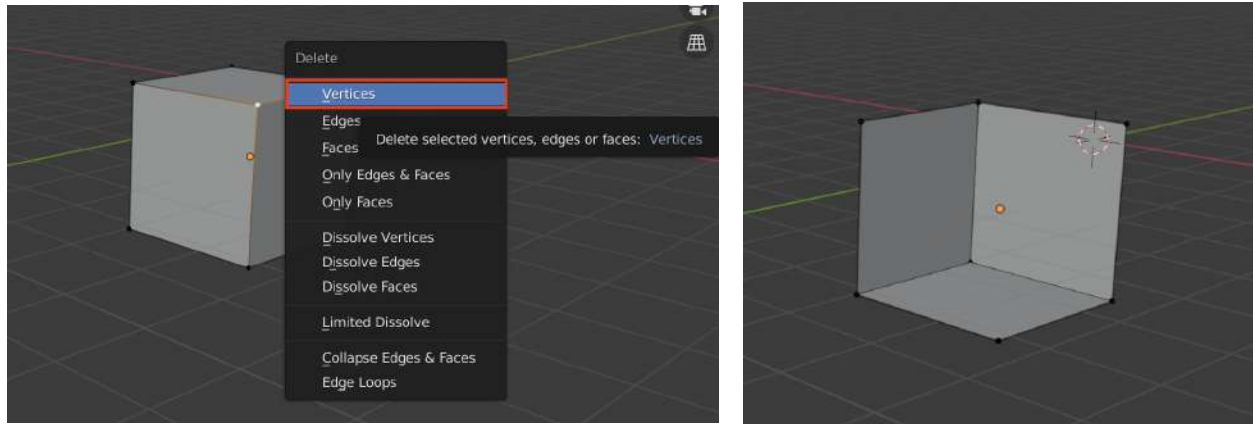 Delete
Vertices
Edges
Delete selected vertices, edges or faces: Vertices
Faces
Only Edges & Faces
Only Faces
Dissolve Vertices
Dissolve Edges
Dissolve Faces
Limited Dissolve
Collapse Edges & Faces
Edge Loops